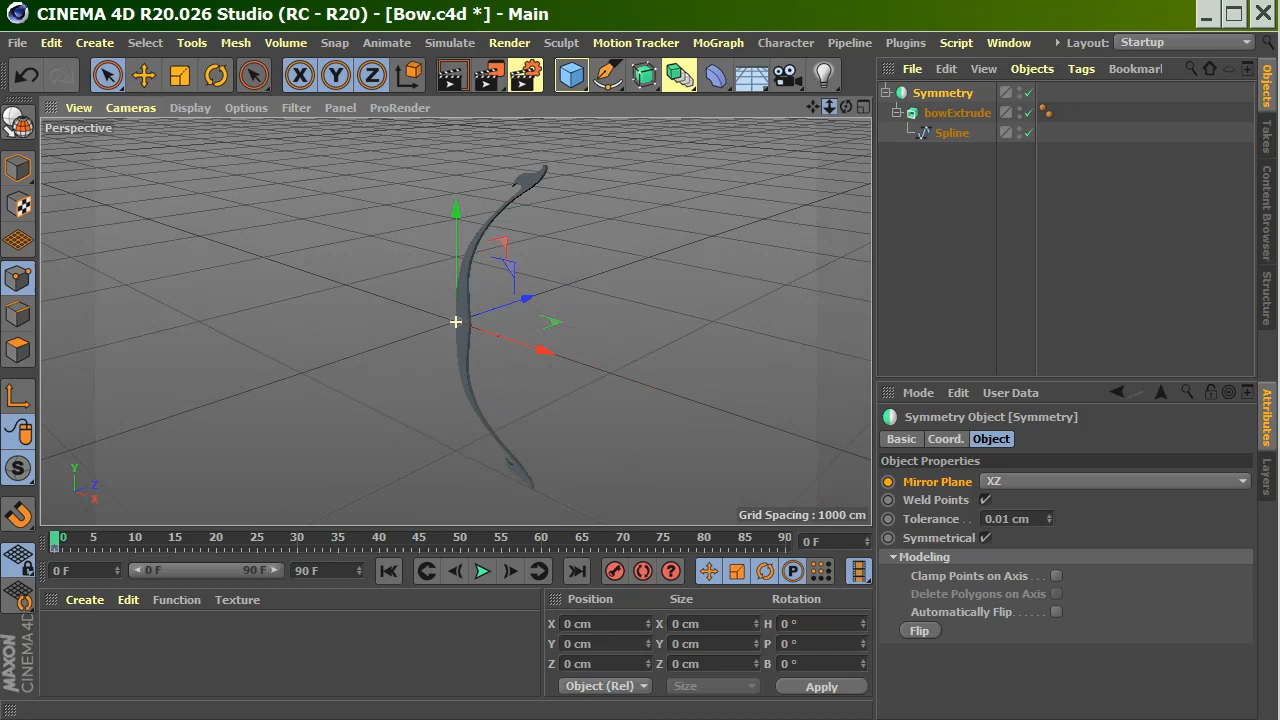 CINEMA 4D R20.026 Studio (RC - R20) - [Bow.c4d *] - Main
File Edit Create Select Tools Mesh Volume Snap Animate Simulate Render Sculpt Motion Tracker MoGraph Character Pipeline Plugins Script Window Layout: Startup
X Y Z
File Edit View Objects Tags Bookmar
View Cameras Display Options Filter Panel ProRender
Perspective
Symmetry
bowExtrude
Spline
Objects
Takes
Content Browser
Structure
Mode Edit User Data
Symmetry Object [Symmetry]
Basic Coord. Object
Object Properties
Mirror Plane XZ
Weld Points
Tolerance . . 0.01 cm
Symmetrical
Modeling
Clamp Points on Axis . . .
Delete Polygons on Axis
Automatically Flip. . . . . .
Flip
Attributes
Layers
S
Y
Z
X
Grid Spacing : 1000 cm
0 5 10 15 20 25 30 35 40 45 50 55 60 65 70 75 80 85 90 0 F
0 F 0 F 90 F 90 F
P
Create Edit Function Texture
Position Size Rotation
X 0 cm X 0 cm H 0 °
Y 0 cm Y 0 cm P 0 °
Z 0 cm Z 0 cm B 0 °
Object (Rel) Size Apply
MAXON
CINEMA 4D